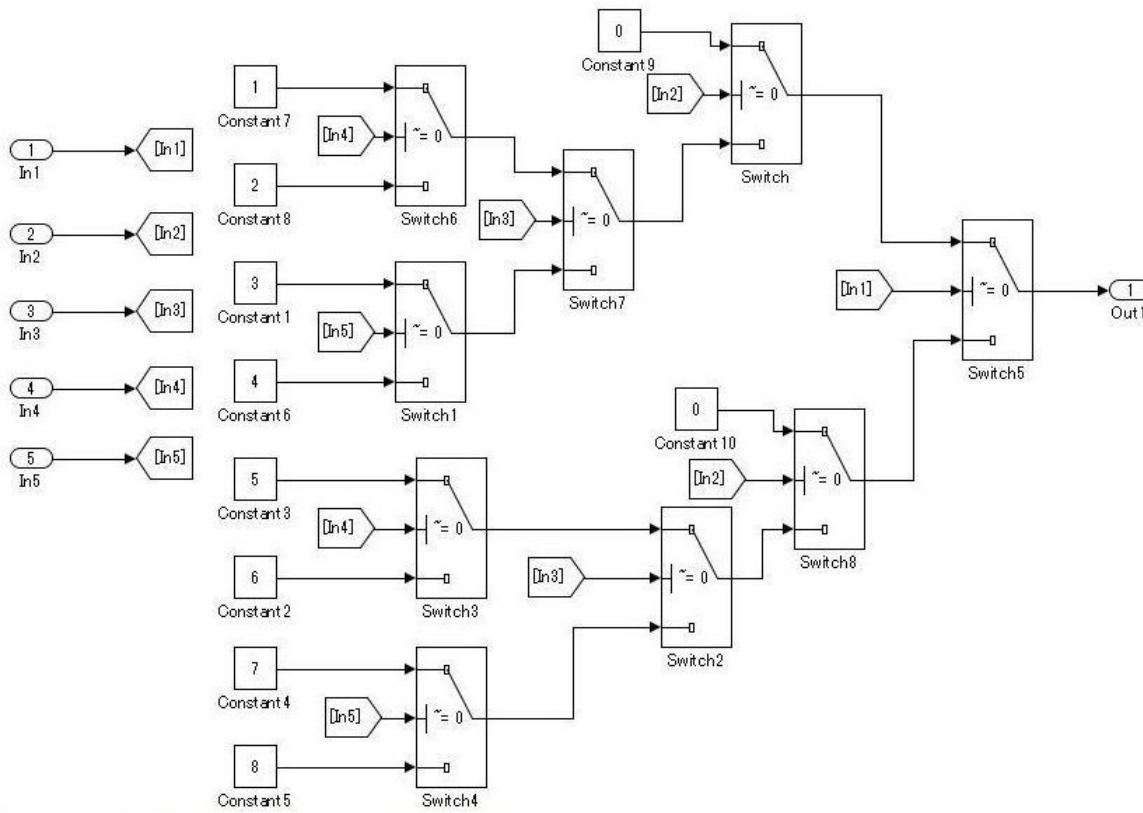 1
In1
[In1]
2
In2
[In2]
3
In3
[In3]
4
In4
[In4]
5
In5
[In5]
1
Constant7
[In4]
~= 0
2
Constant8
Switch6
3
Constant1
[In5]
~= 0
4
Constant6
Switch1
[In3]
~= 0
Switch7
0
Constant9
[In2]
~= 0
Switch
5
Constant3
[In4]
~= 0
6
Constant2
Switch3
7
Constant4
[In5]
~= 0
8
Constant5
Switch4
[In3]
~= 0
Switch2
0
Constant10
[In2]
~= 0
Switch8
[In1]
~= 0
Switch5
1
Out1